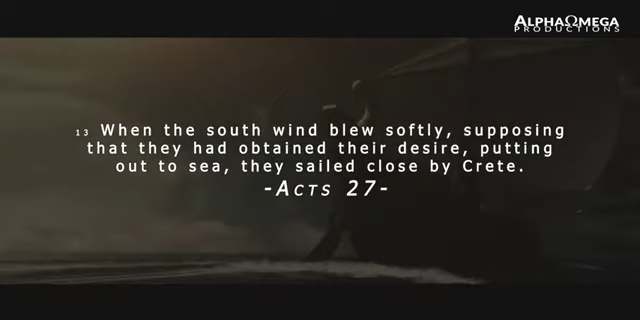 ALPHAΩMEGA
PRODUCTIONS
13 When the south wind blew softly, supposing
that they had obtained their desire, putting
out to sea, they sailed close by Crete.
-ACTS 27-